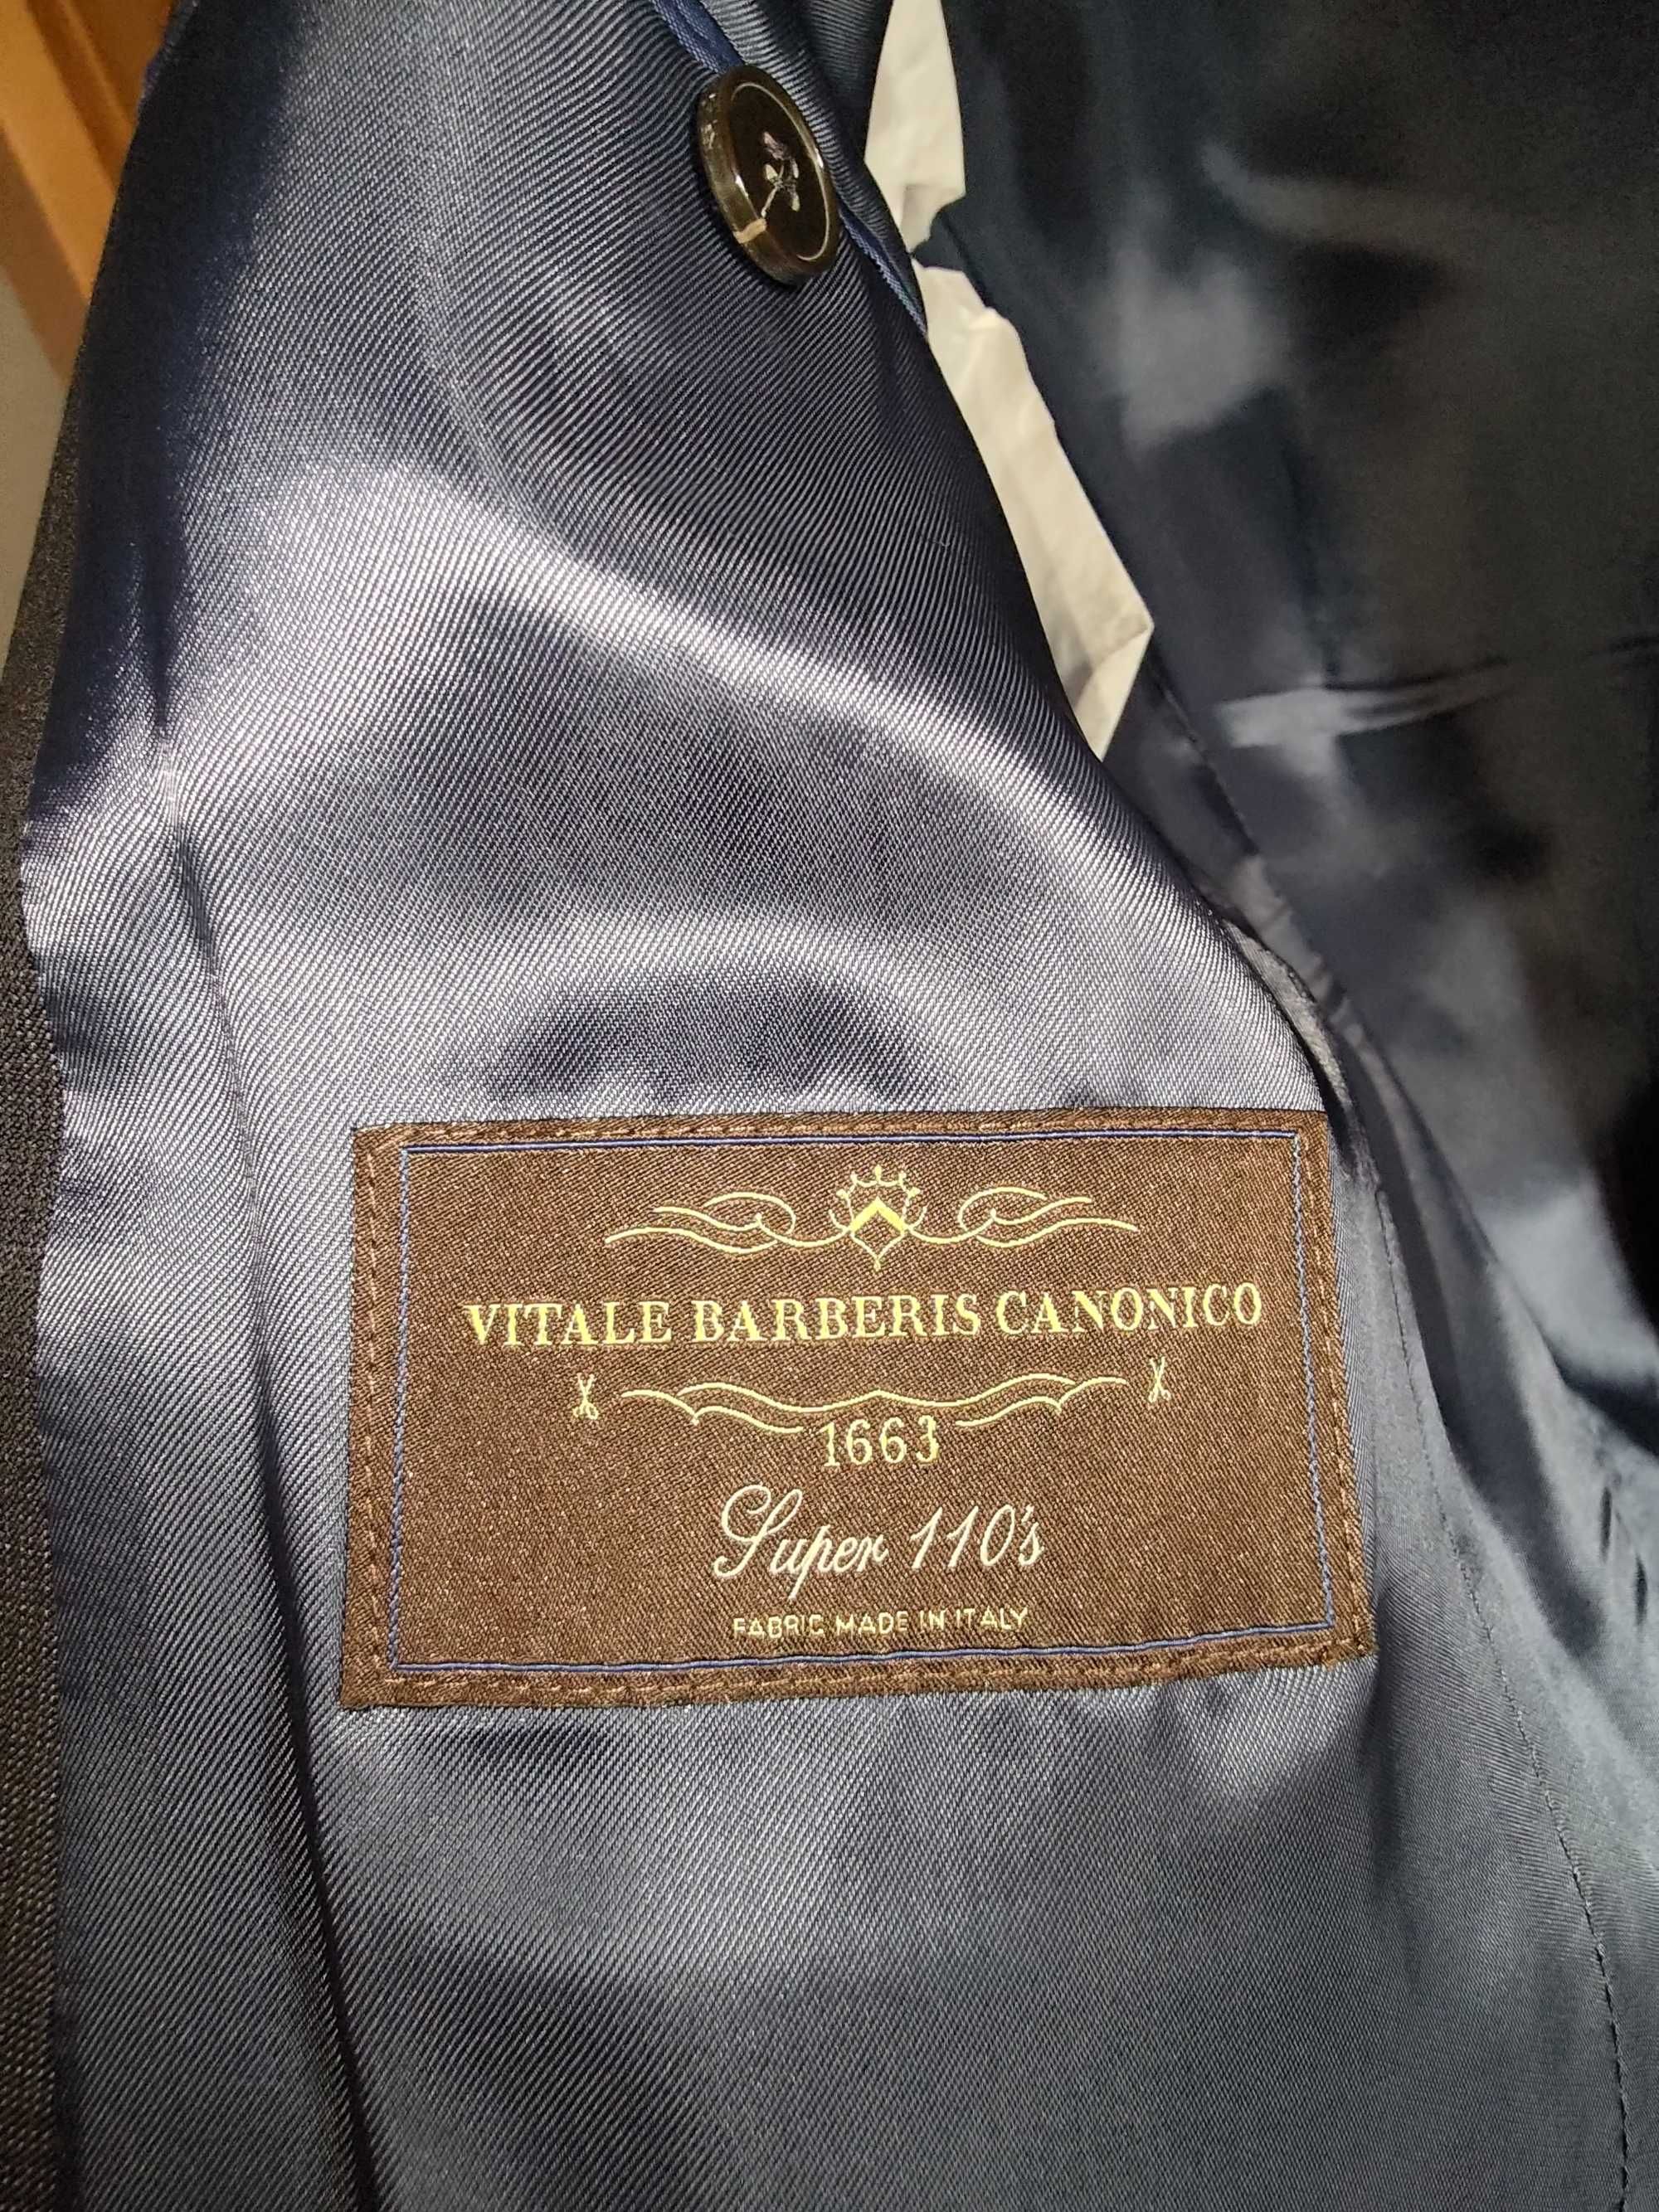 VITALE BARBERIS CANONICO
1663
Super 110's
FABRIC MADE IN ITALY